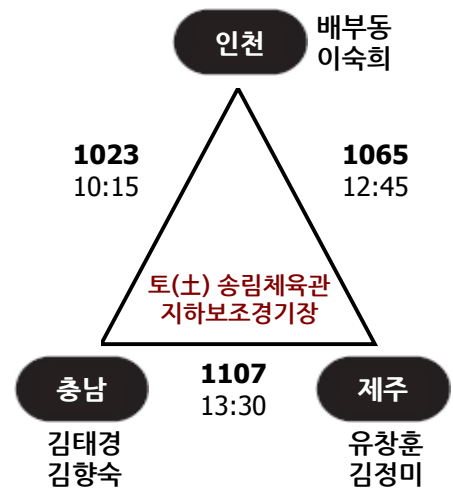 인천
배부동
이숙희
1023
10:15
1065
12:45
토(土) 송림체육관
지하보조경기장
충남
1107
13:30
제주
김태경
김향숙
유창훈
김정미